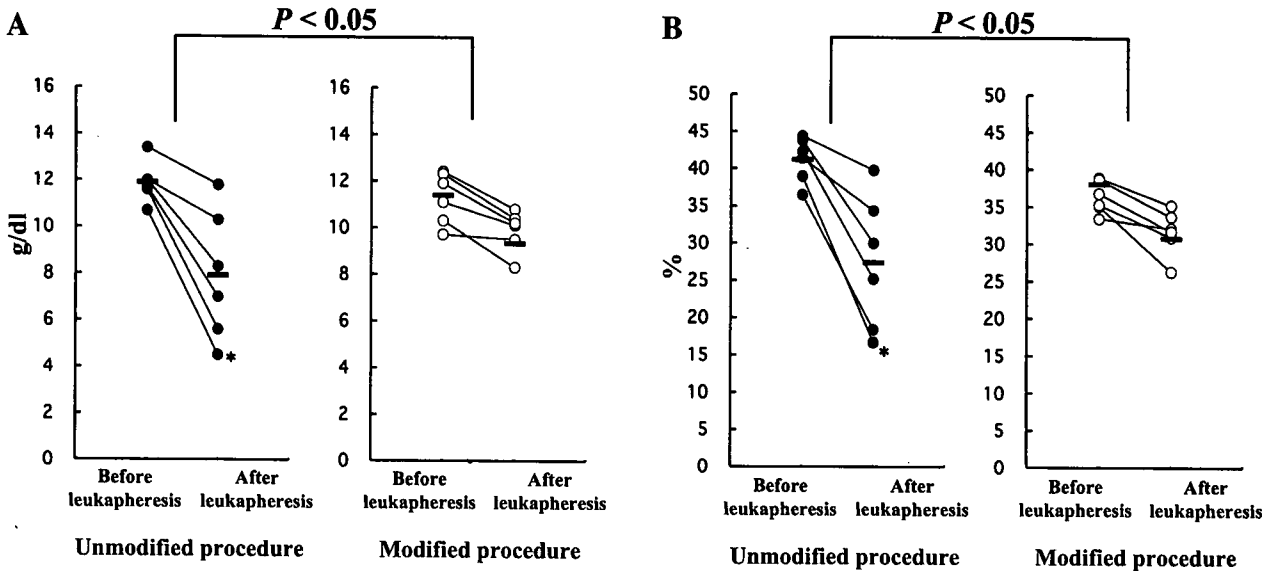 A
P < 0.05
g/dl
16
14
12
10
8
6
4
2
0
*
Before
leukapheresis
After
leukapheresis
Unmodified procedure
16
14
12
10
8
6
4
2
0
Before
leukapheresis
After
leukapheresis
Modified procedure
B
P < 0.05
%
50
45
40
35
30
25
20
15
10
5
0
*
Before
leukapheresis
After
leukapheresis
Unmodified procedure
50
45
40
35
30
25
20
15
10
5
0
Before
leukapheresis
After
leukapheresis
Modified procedure